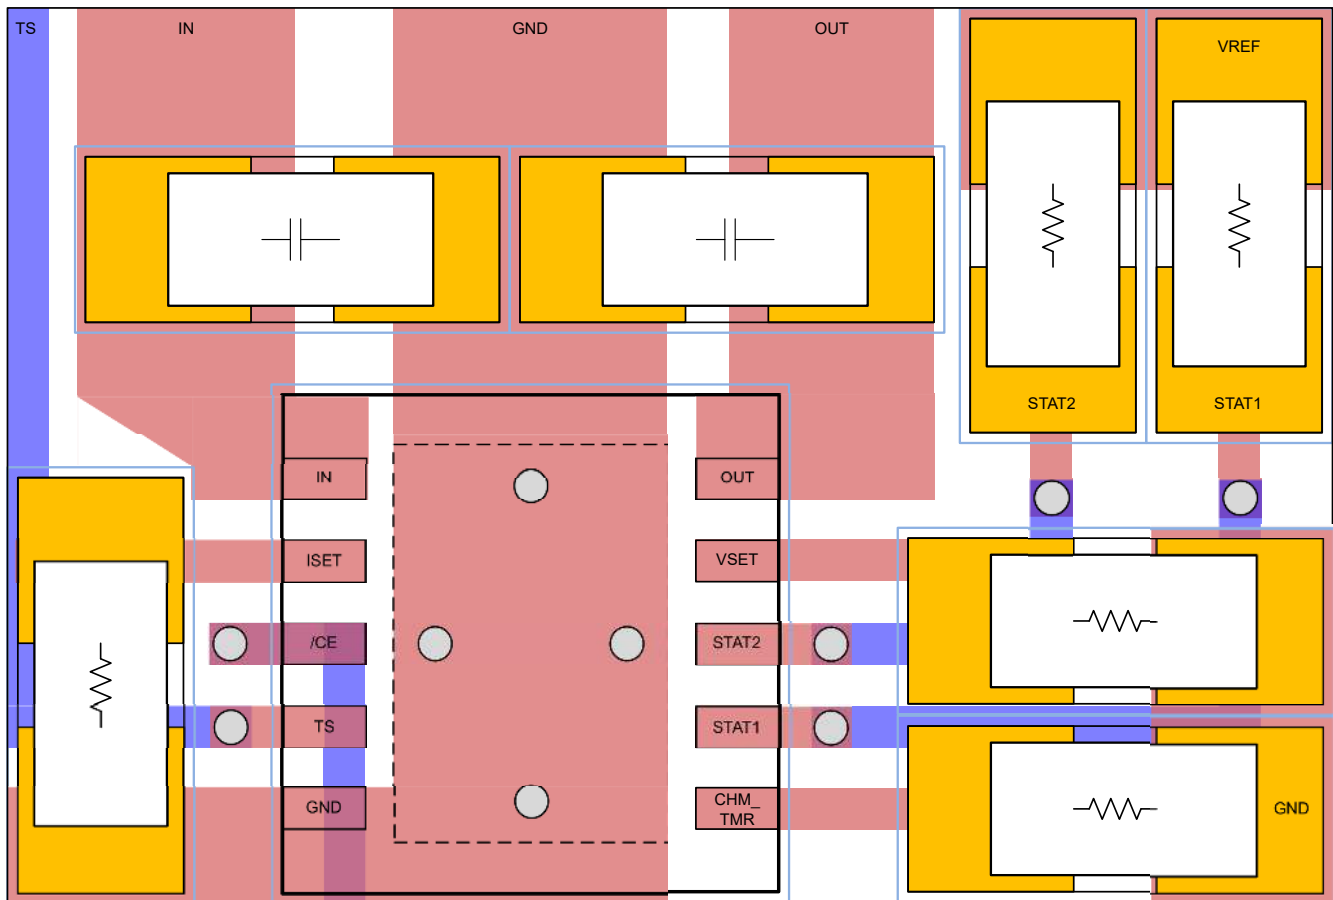 TS
IN
GND
OUT
VREF
STAT2
STAT1
IN
OUT
ISET
VSET
/CE
STAT2
TS
STAT1
GND
CHM_
TMR
GND